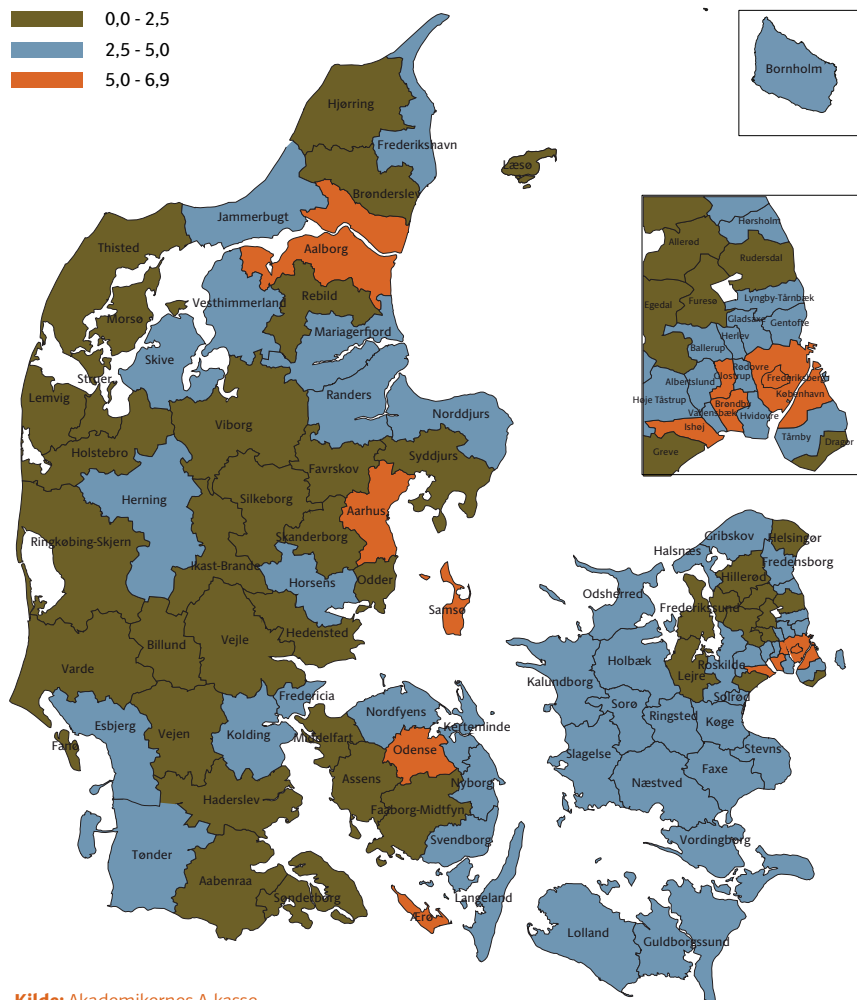 0,0 - 2,5
2,5 - 5,0
5,0 - 6,9
Bornholm
Hjørring
Frederikshavn
Læsø
Brønderslev
Jammerbugt
Aalborg
Thisted
Vesthimmerland
Rebild
Morsø
Mariagerfjord
Skive
Struer
Lemvig
Randers
Norddjurs
Viborg
Holstebro
Favrskov
Syddjurs
Herning
Silkeborg
Aarhus
Ringkøbing-Skjern
Skanderborg
Ikast-Brande
Horsens
Odder
Samsø
Hedensted
Billund
Vejle
Varde
Fredericia
Esbjerg
Vejen
Kolding
Fanø
Middelfart
Nordfyens
Kerteminde
Odense
Assens
Nyborg
Haderslev
Faaborg-Midtfyn
Svendborg
Tønder
Aabenraa
Sønderborg
Langeland
Ærø
Hørsholm
Allerød
Rudersdal
Egedal
Furesø
Lyngby-Tårnbæk
Gladsaxe
Gentofte
Herlev
Ballerup
Rødovre
Glostrup
Frederiksberg
Albertslund
København
Høje Tåstrup
Brøndby
Vallensbæk
Hvidovre
Ishøj
Tårnby
Dragør
Greve
Gribskov
Helsingør
Halsnæs
Fredensborg
Hillerød
Odsherred
Frederikssund
Holbæk
Roskilde
Lejre
Kalundborg
Solrød
Sorø
Ringsted
Køge
Stevns
Slagelse
Faxe
Næstved
Vordingborg
Lolland
Guldborgsund
Kilde: Akademikernes A-kasse